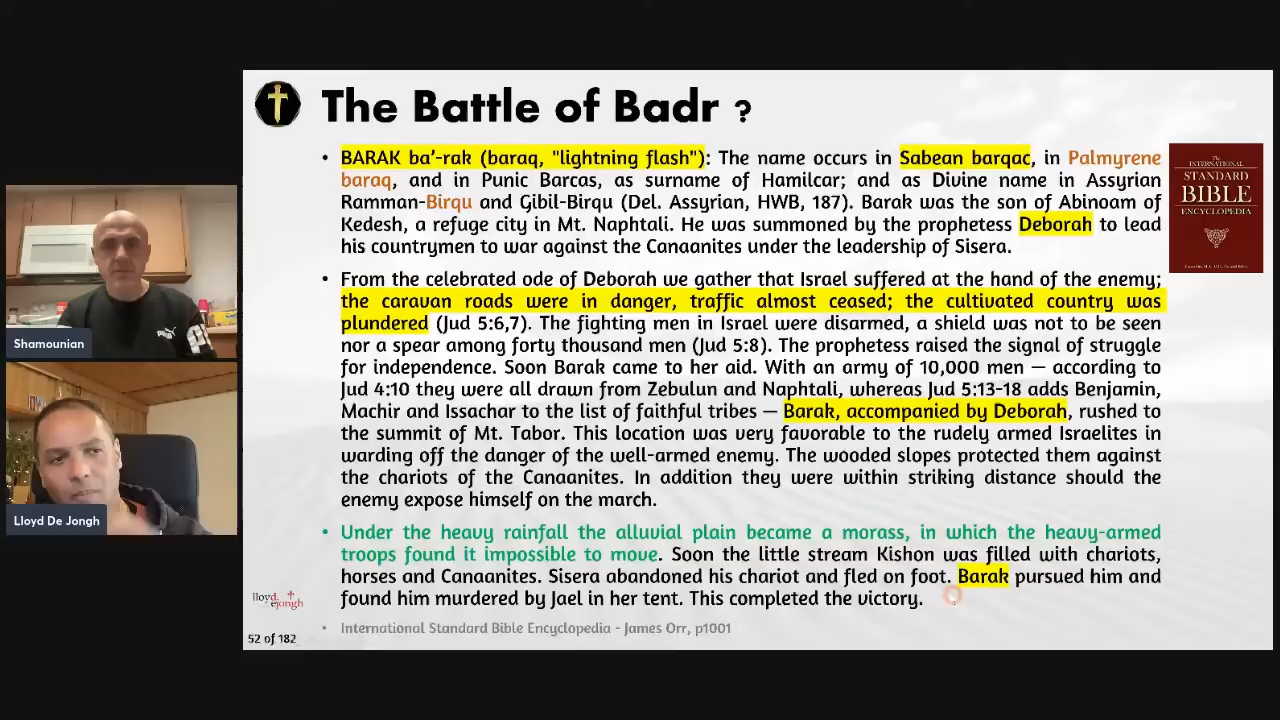 The Battle of Badr ?
• BARAK ba’-rak (baraq, "lightning flash"): The name occurs in Sabean barqac, in Palmyrene
baraq, and in Punic Barcas, as surname of Hamilcar; and as Divine name in Assyrian
Ramman-Birqu and Gibil-Birqu (Del. Assyrian, HWB, 187). Barak was the son of Abinoam of
Kedesh, a refuge city in Mt. Naphtali. He was summoned by the prophetess Deborah to lead
his countrymen to war against the Canaanites under the leadership of Sisera.
• From the celebrated ode of Deborah we gather that Israel suffered at the hand of the enemy;
the caravan roads were in danger, traffic almost ceased; the cultivated country was
plundered (Jud 5:6,7). The fighting men in Israel were disarmed, a shield was not to be seen
nor a spear among forty thousand men (Jud 5:8). The prophetess raised the signal of struggle
for independence. Soon Barak came to her aid. With an army of 10,000 men — according to
Jud 4:10 they were all drawn from Zebulun and Naphtali, whereas Jud 5:13-18 adds Benjamin,
Machir and Issachar to the list of faithful tribes — Barak, accompanied by Deborah, rushed to
the summit of Mt. Tabor. This location was very favorable to the rudely armed Israelites in
warding off the danger of the well-armed enemy. The wooded slopes protected them against
the chariots of the Canaanites. In addition they were within striking distance should the
enemy expose himself on the march.
• Under the heavy rainfall the alluvial plain became a morass, in which the heavy-armed
troops found it impossible to move. Soon the little stream Kishon was filled with chariots,
horses and Canaanites. Sisera abandoned his chariot and fled on foot. Barak pursued him and
found him murdered by Jael in her tent. This completed the victory.
• International Standard Bible Encyclopedia - James Orr, p1001
The
INTERNATIONAL
STANDARD
BIBLE
ENCYCLOPEDIA
Shamounian
Lloyd De Jongh
lloyd
dejongh
52 of 182